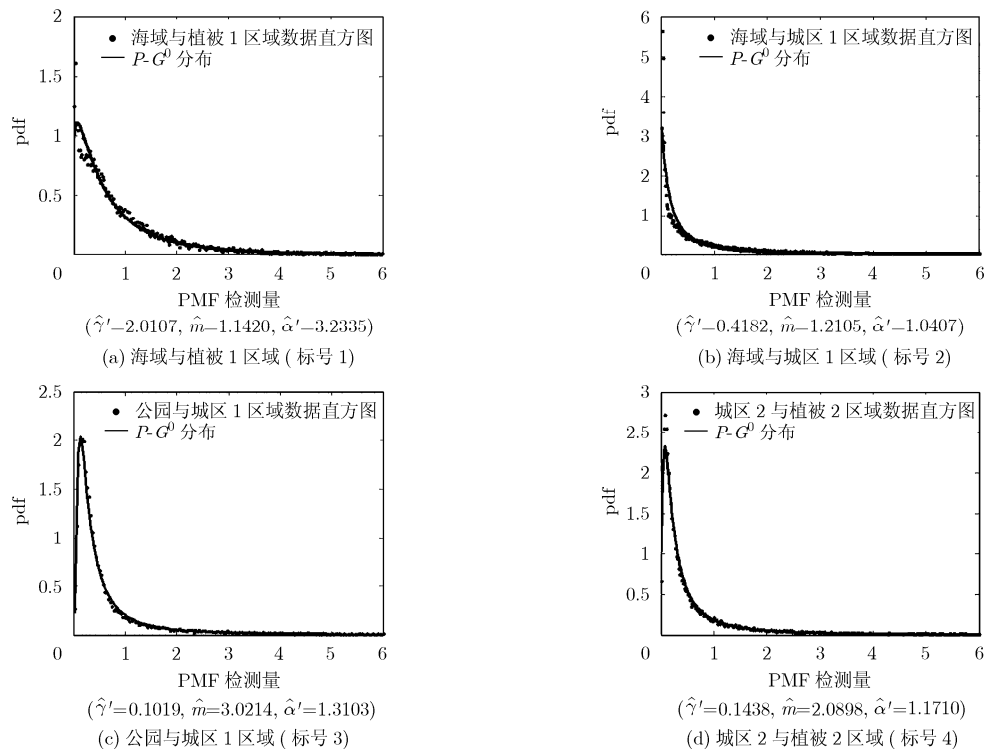 2
海域与植被 1 区域数据直方图
P-G⁰ 分布
1.5
1
0.5
pdf
0 1 2 3 4 5 6
PMF 检测量
(γ̂′−2.0107, m̂−1.1420, α̂′−3.2335)
(a) 海域与植被 1 区域 ( 标号 1)
6
海域与城区 1 区域数据直方图
P-G⁰ 分布
5
4
3
2
1
pdf
0 1 2 3 4 5 6
PMF 检测量
(γ̂′−0.4182, m̂−1.2105, α̂′−1.0407)
(b) 海域与城区 1 区域 ( 标号 2)
2.5
公园与城区 1 区域数据直方图
P-G⁰ 分布
2
1.5
1
0.5
pdf
0 1 2 3 4 5 6
PMF 检测量
(γ̂′=0.1019, m̂=3.0214, α̂′=1.3103)
(c) 公园与城区 1 区域 ( 标号 3)
3
城区 2 与植被 2 区域数据直方图
P-G⁰ 分布
2.5
2
1.5
1
0.5
pdf
0 1 2 3 4 5 6
PMF 检测量
(γ̂′=0.1438, m̂=2.0898, α̂′=1.1710)
(d) 城区 2 与植被 2 区域 ( 标号 4)